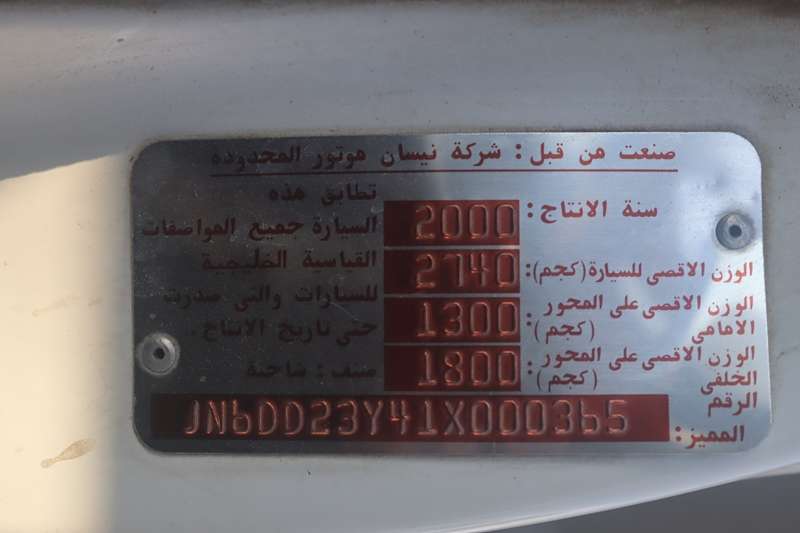 صنعت من قبل: شركة نيسان موتور المحدوده
سنة الانتاج: 2000
الوزن الاقصى للسيارة (كجم): 2740
الوزن الاقصى على المحور
الامامى (كجم): 1300
الوزن الاقصى على المحور
الخلفى (كجم): 1800
تطابق هذه
السيارة جميع المواصفات
القياسية الخليجية
للسيارات والتى صدرت
حتى تاريخ الانتاج.
صنف: شاحنة
الرقم
المميز: JN6DD23Y41X000365